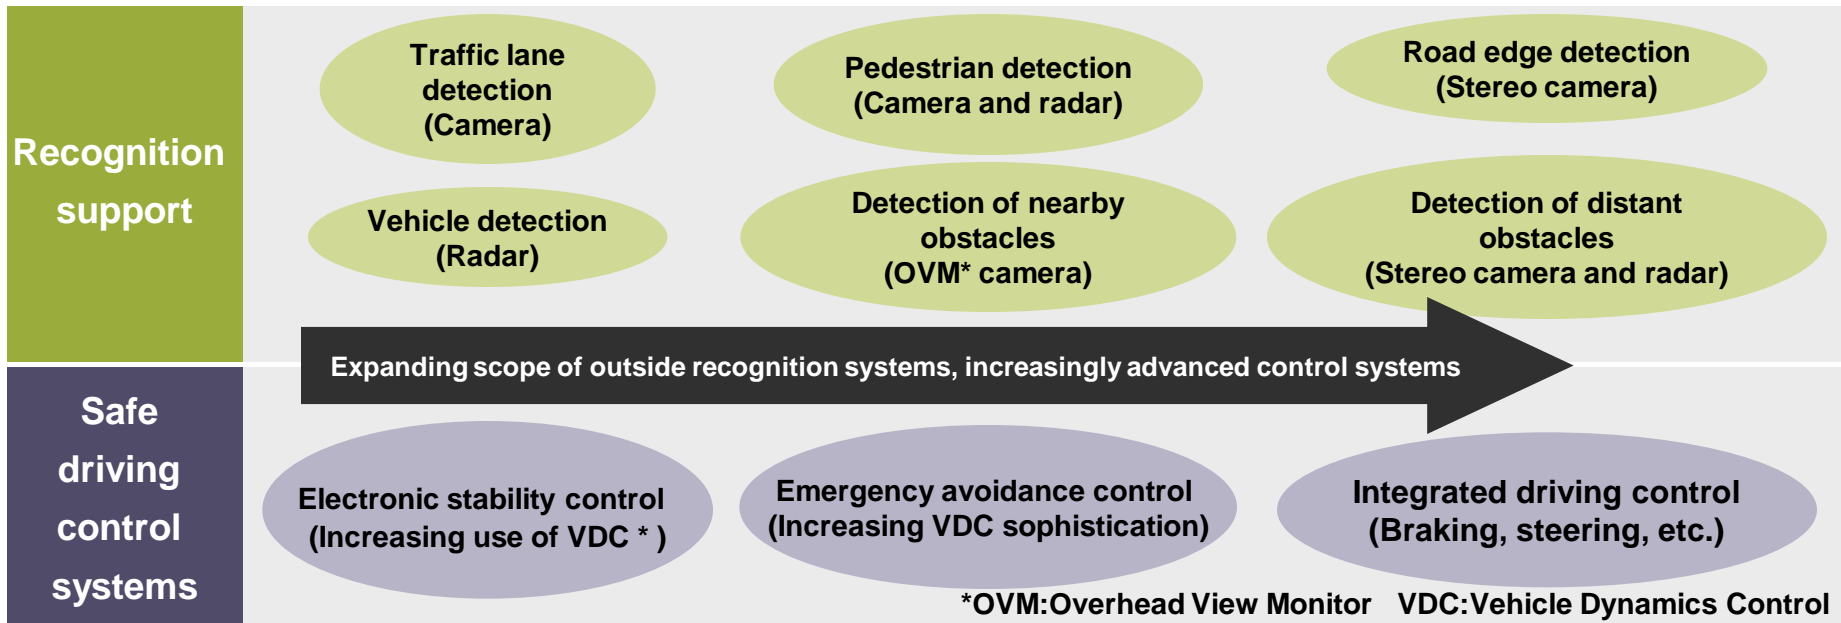 Recognition
support
Traffic lane
detection
(Camera)
Pedestrian detection
(Camera and radar)
Road edge detection
(Stereo camera)
Vehicle detection
(Radar)
Detection of nearby
obstacles
(OVM* camera)
Detection of distant
obstacles
(Stereo camera and radar)
Expanding scope of outside recognition systems, increasingly advanced control systems
Safe
driving
control
systems
Electronic stability control
(Increasing use of VDC * )
Emergency avoidance control
(Increasing VDC sophistication)
Integrated driving control
(Braking, steering, etc.)
*OVM:Overhead View Monitor VDC:Vehicle Dynamics Control